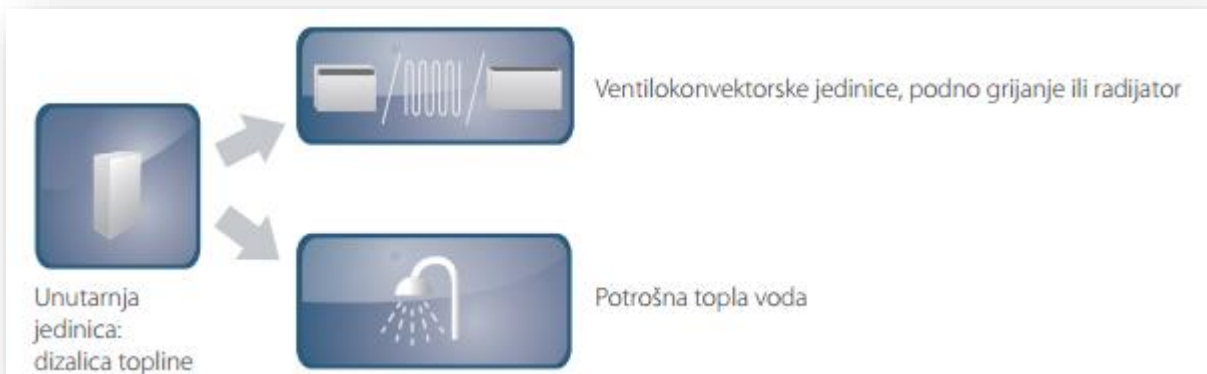 Ventilokonvektorske jedinice, podno grijanje ili radijator
Unutarnja
jedinica:
dizalica topline
Potrošna topla voda